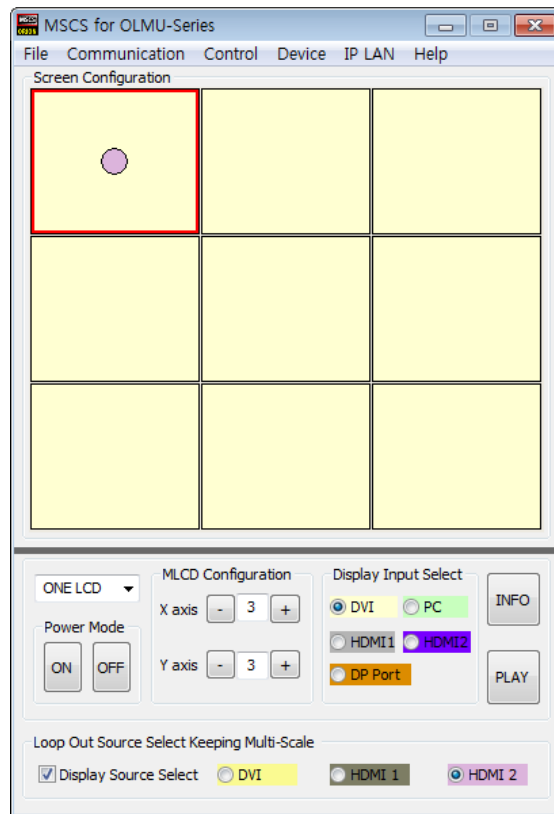 MSCS ORION MSCS for OLMU-Series
File Communication Control Device IP LAN Help
Screen Configuration
ONE LCD
MLCD Configuration
X axis - 3 +
Y axis - 3 +
Power Mode
ON OFF
Display Input Select
DVI PC
HDMI1 HDMI2
DP Port
INFO
PLAY
Loop Out Source Select Keeping Multi-Scale
Display Source Select DVI HDMI 1 HDMI 2